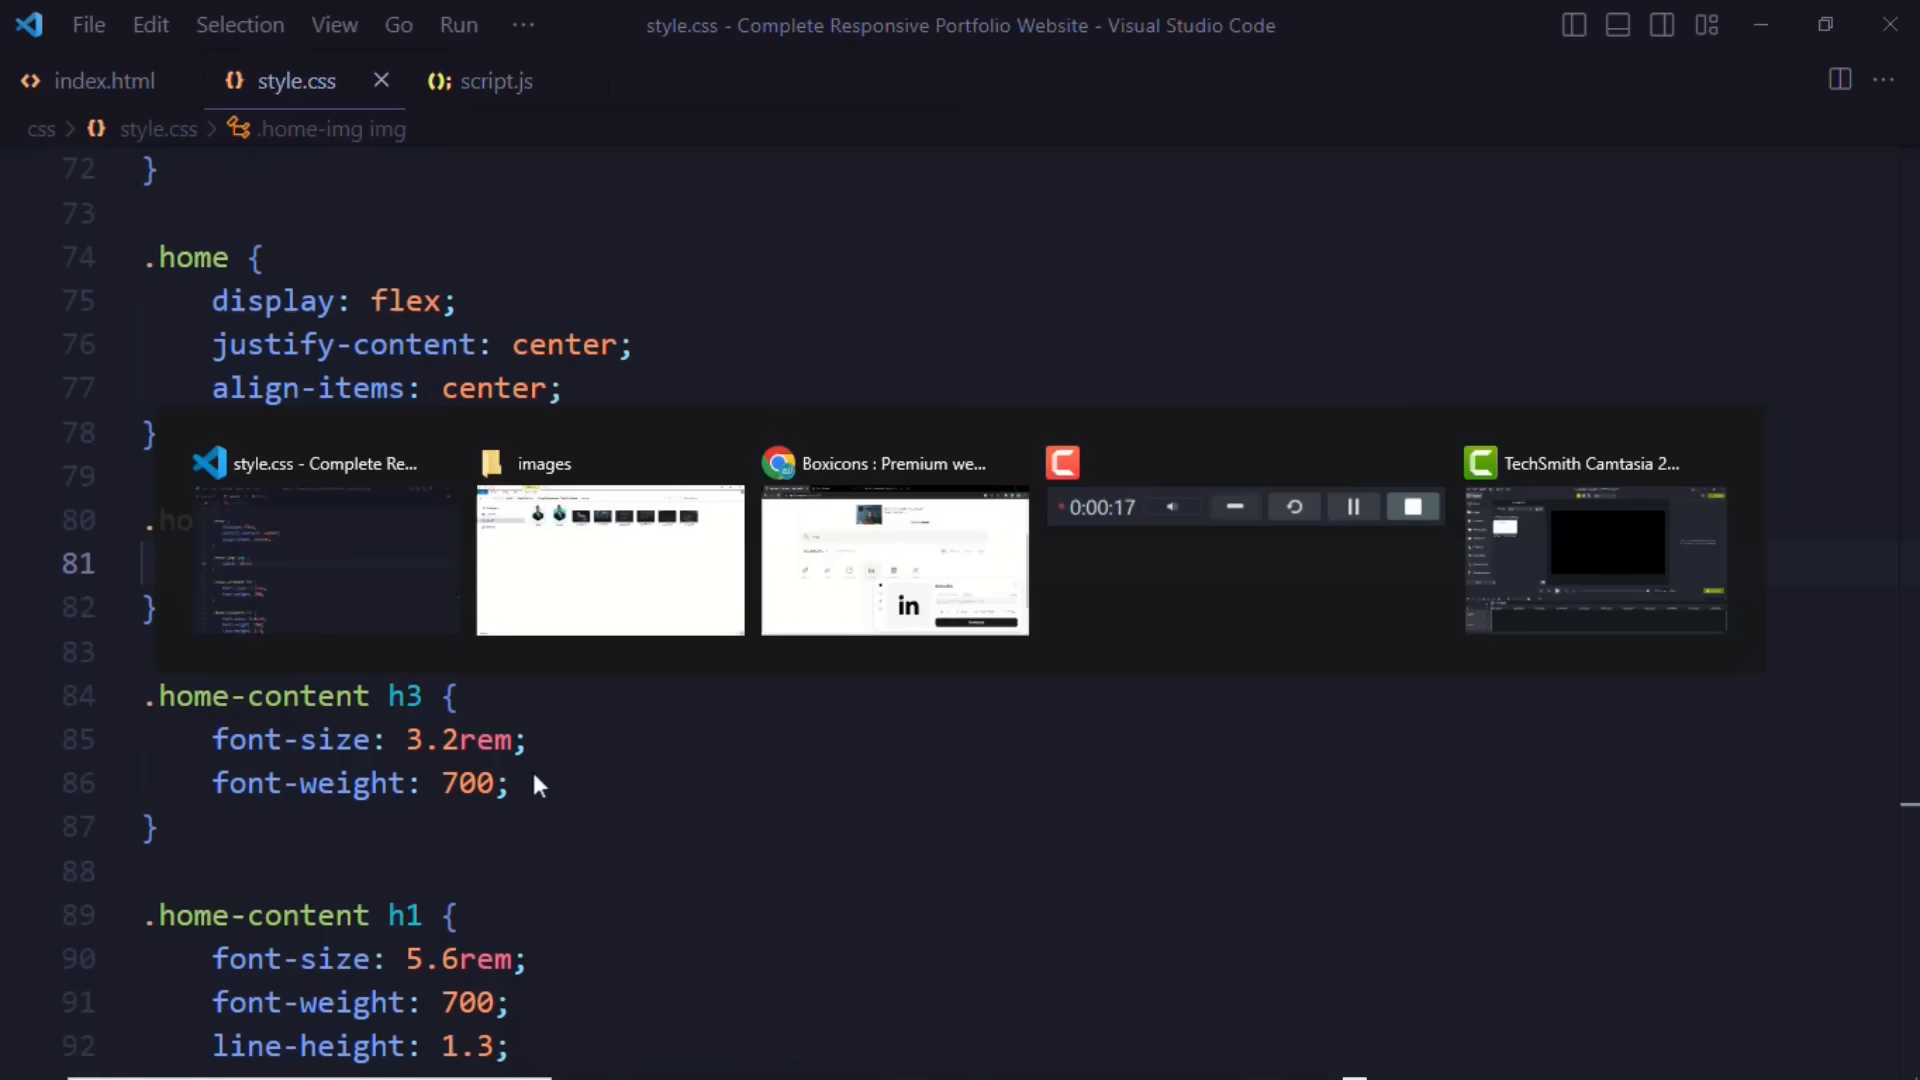 File Edit Selection View Go Run ···
style.css - Complete Responsive Portfolio Website - Visual Studio Code
index.html
style.css
script.js
css > style.css > .home-img img
72 }
73
74 .home {
75 display: flex;
76 justify-content: center;
77 align-items: center;
78 }
79
80 .ho
81
82 }
83
84 .home-content h3 {
85 font-size: 3.2rem;
86 font-weight: 700;
87 }
88
89 .home-content h1 {
90 font-size: 5.6rem;
91 font-weight: 700;
92 line-height: 1.3;
style.css - Complete Re...
images
Boxicons : Premium we...
in
0:00:17
TechSmith Camtasia 2...